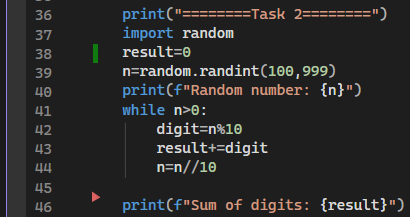 36 print("========Task 2========")
37 import random
38 result=0
39 n=random.randint(100,999)
40 print(f"Random number: {n}")
41 while n>0:
42     digit=n%10
43     result+=digit
44     n=n//10
45
46 print(f"Sum of digits: {result}")